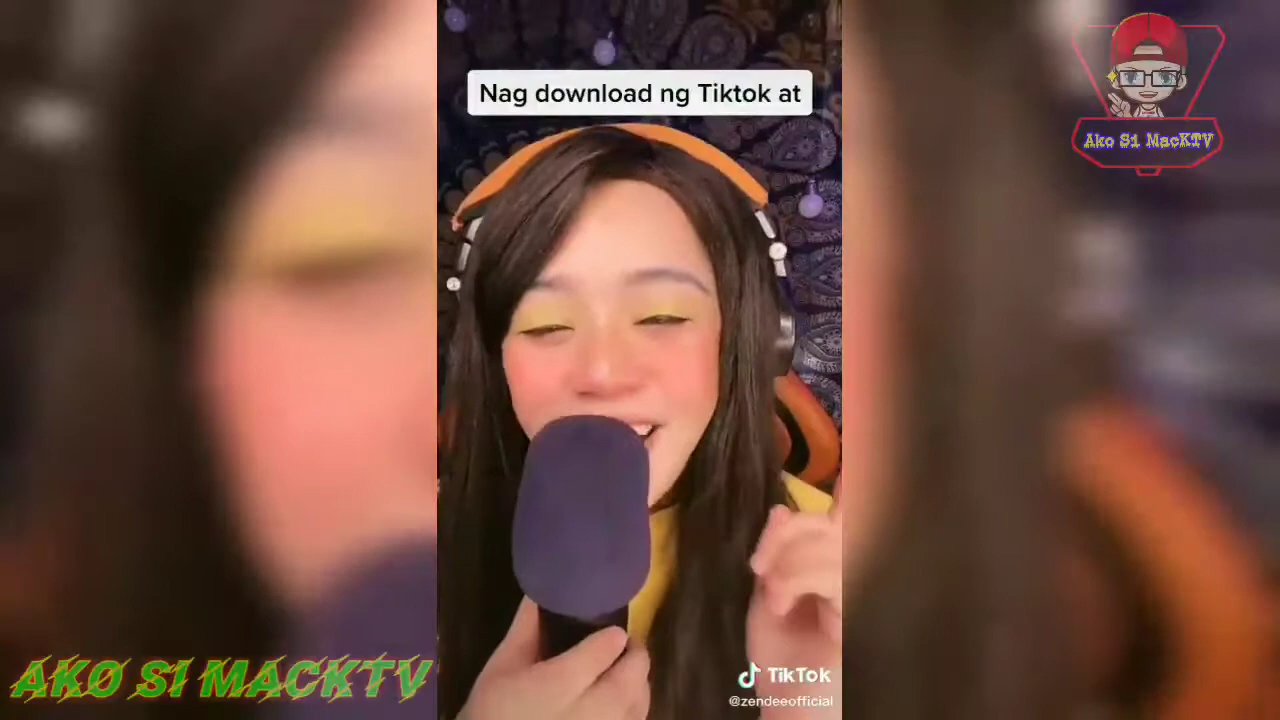 Nag download ng Tiktok at
Ako Si MacKTV
TikTok
@zendeeofficial
AKO SI MACKTV